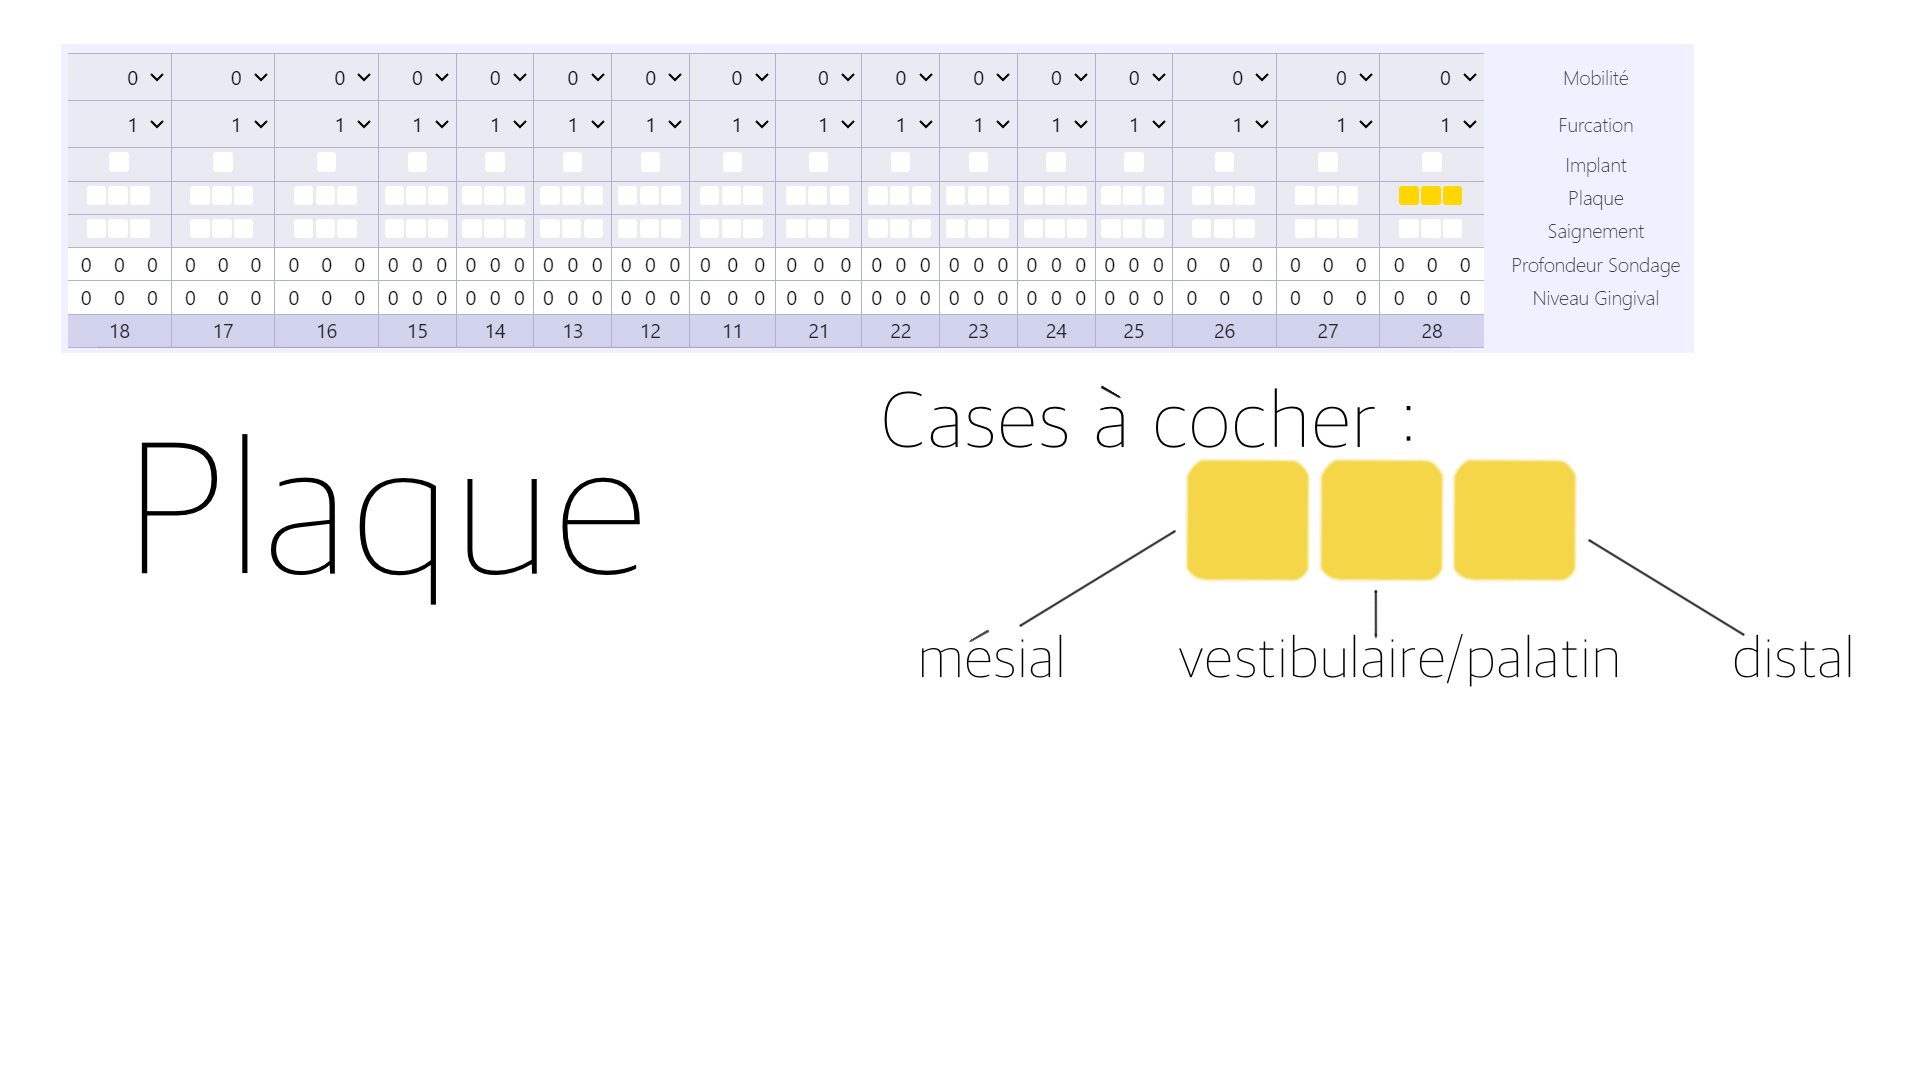 0 0 0 0 0 0 0 0 0 0 0 0 0 0 0 0 Mobilité
1 1 1 1 1 1 1 1 1 1 1 1 1 1 1 1 Furcation
Implant
Plaque
Saignement
0 0 0 0 0 0 0 0 0 0 0 0 0 0 0 0 0 0 0 0 0 0 0 0 0 0 0 0 0 0 0 0 0 0 0 0 0 0 0 0 0 0 0 0 0 0 0 0 Profondeur Sondage
0 0 0 0 0 0 0 0 0 0 0 0 0 0 0 0 0 0 0 0 0 0 0 0 0 0 0 0 0 0 0 0 0 0 0 0 0 0 0 0 0 0 0 0 0 0 0 0 Niveau Gingival
18 17 16 15 14 13 12 11 21 22 23 24 25 26 27 28
Cases à cocher :
Plaque
mésial vestibulaire/palatin distal